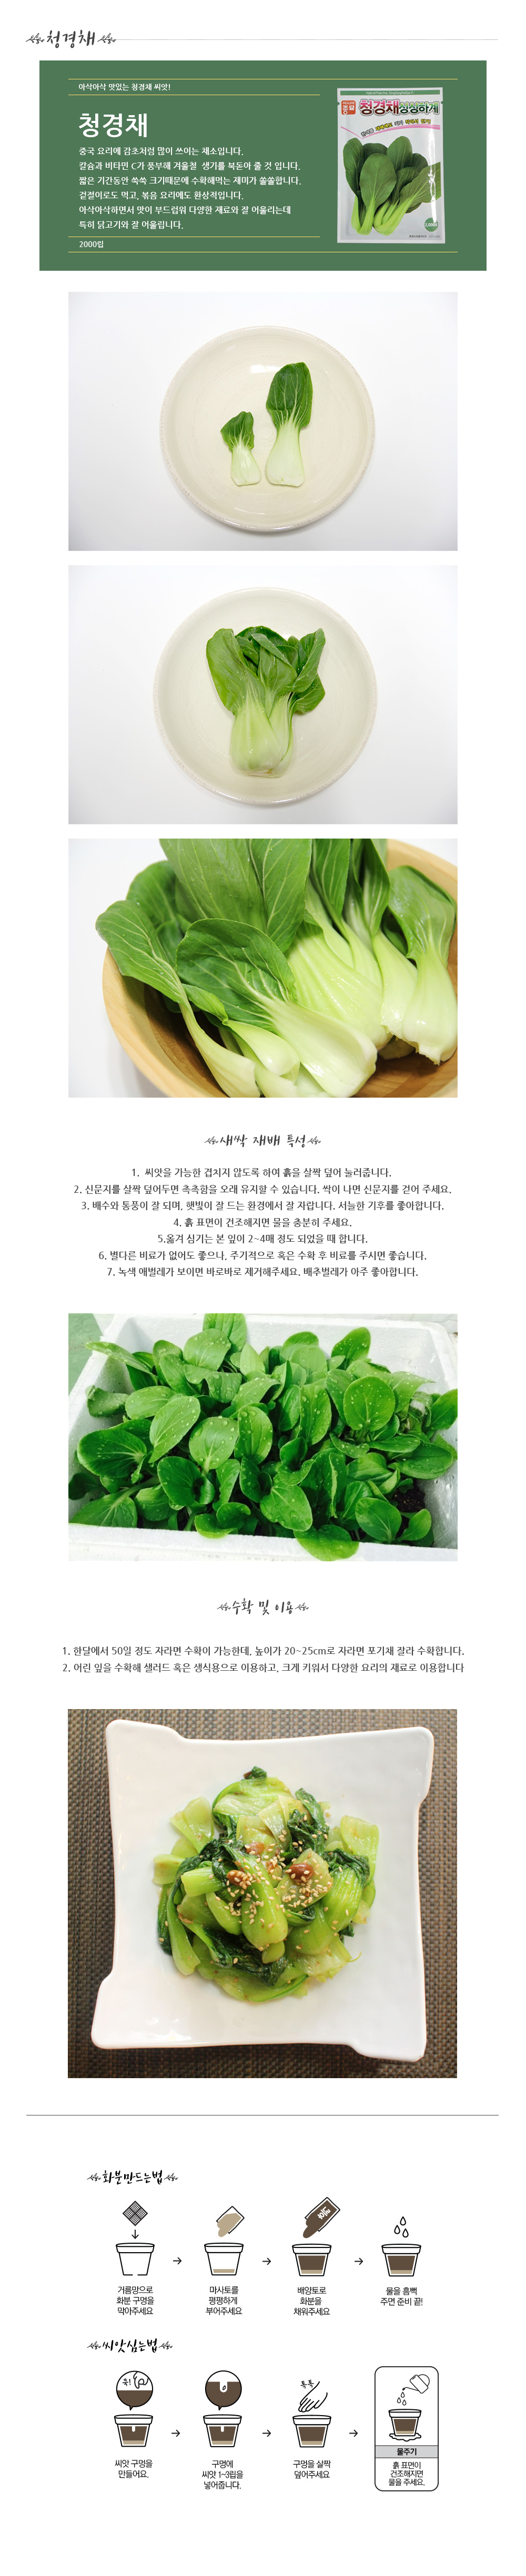 청경채
아삭아삭 맛있는 청경채 씨앗!
청경채
중국 요리에 감초처럼 많이 쓰이는 채소입니다.
칼슘과 비타민 C가 풍부해 겨울철 생기를 북돋아 줄 것 입니다.
짧은 기간동안 쑥쑥 크기때문에 수확해먹는 재미가 쏠쏠합니다.
겉절이로도 먹고, 볶음 요리에도 환상적입니다.
아삭아삭하면서 맛이 부드럽워 다양한 재료와 잘 어울리는데
특히 닭고기와 잘 어울립니다.
2000립
청경채싱싱하게
새싹 재배 특성
1. 씨앗을 가능한 겹치지 않도록 하여 흙을 살짝 덮어 눌러줍니다.
2. 신문지를 살짝 덮어두면 촉촉함을 오래 유지할 수 있습니다. 싹이 나면 신문지를 걷어 주세요.
3. 배수와 통풍이 잘 되며, 햇빛이 잘 드는 환경에서 잘 자랍니다. 서늘한 기후를 좋아합니다.
4. 흙 표면이 건조해지면 물을 충분히 주세요.
5.옮겨 심기는 본 잎이 2~4매 정도 되었을 때 합니다.
6. 별다른 비료가 없어도 좋으나, 주기적으로 혹은 수확 후 비료를 주시면 좋습니다.
7. 녹색 애벌레가 보이면 바로바로 제거해주세요. 배추벌레가 아주 좋아합니다.
수확 및 이용
1. 한달에서 50일 정도 자라면 수확이 가능한데, 높이가 20~25cm로 자라면 포기채 잘라 수확합니다.
2. 어린 잎을 수확해 샐러드 혹은 생식용으로 이용하고, 크게 키워서 다양한 요리의 재료로 이용합니다
화분만드는법
배양토
거름망으로
화분 구멍을
막아주세요
마사토를
평평하게
부어주세요
배양토로
화분을
채워주세요
물을 흠뻑
주면 준비 끝!
씨앗심는법
콕!
톡톡
씨앗 구멍을
만들어요.
구멍에
씨앗 1~3립을
넣어줍니다.
구멍을 살짝
덮어주세요
물주기
흙 표면이
건조해지면
물을 주세요.